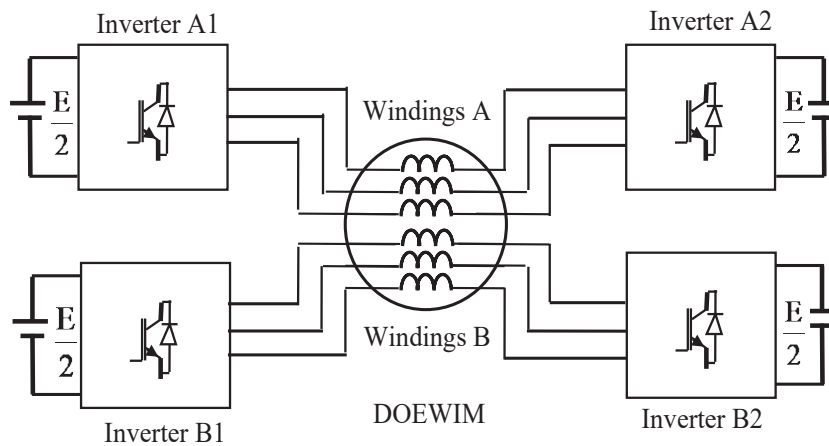 Inverter A1
Inverter A2
E
2
Windings A
E
2
E
2
Windings B
E
2
DOEWIM
Inverter B1
Inverter B2